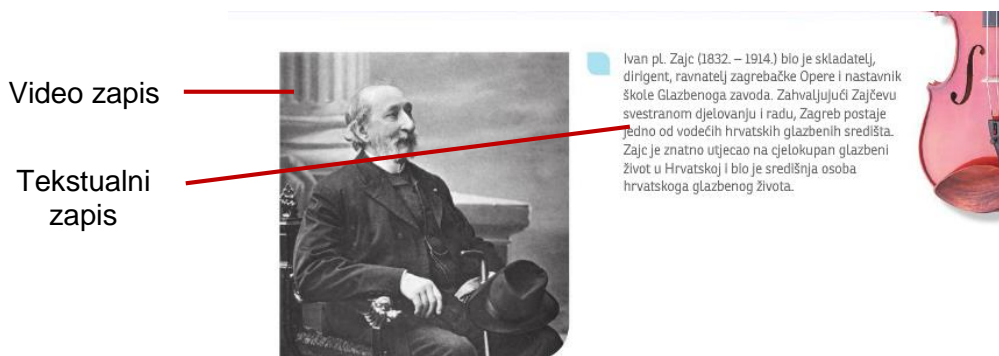 Video zapis
Tekstualni
zapis
Ivan pl. Zajc (1832. – 1914.) bio je skladatelj,
dirigent, ravnatelj zagrebačke Opere i nastavnik
škole Glazbenoga zavoda. Zahvaljujući Zajčevu
svestranom djelovanju i radu, Zagreb postaje
jedno od vodećih hrvatskih glazbenih središta.
Zajc je znatno utjecao na cjelokupan glazbeni
život u Hrvatskoj i bio je središnja osoba
hrvatskoga glazbenog života.